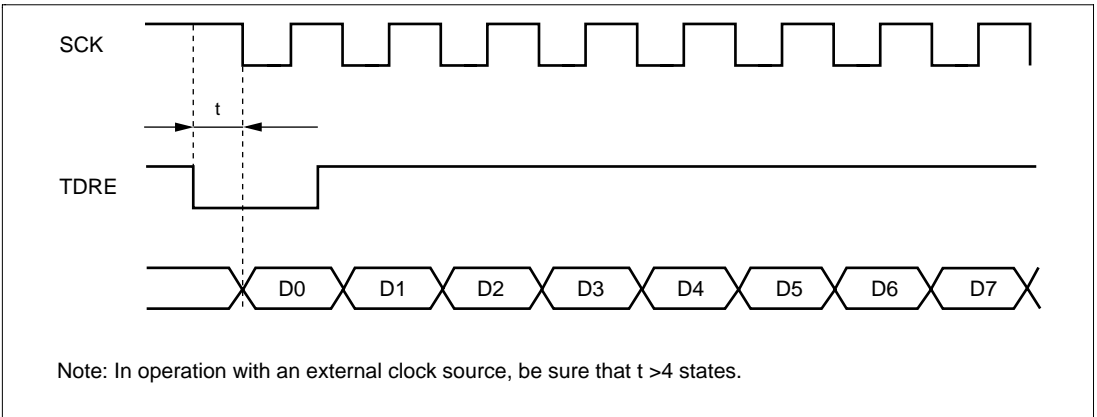 SCK
t
TDRE
D0 D1 D2 D3 D4 D5 D6 D7
Note: In operation with an external clock source, be sure that t >4 states.